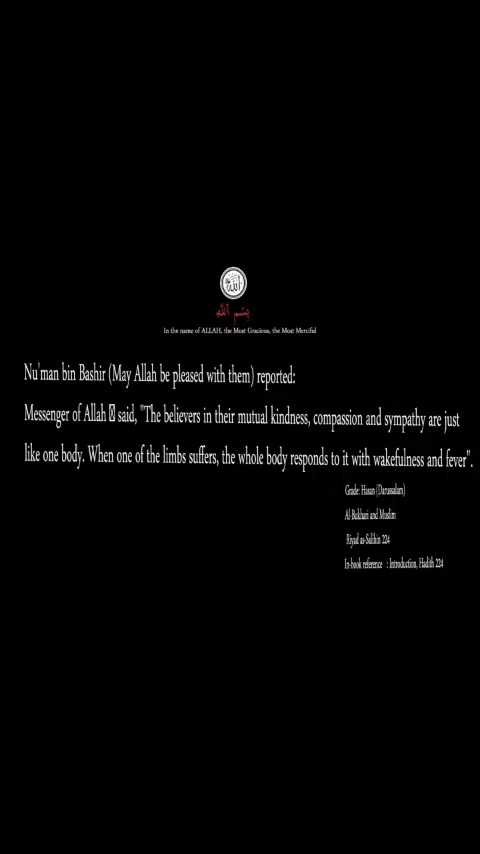 الله
بِسْمِ ٱللَّٰهِ
In the name of ALLAH, the Most Gracious, the Most Merciful
Nu'man bin Bashir (May Allah be pleased with them) reported:
Messenger of Allah said, "The believers in their mutual kindness, compassion and sympathy are just
like one body. When one of the limbs suffers, the whole body responds to it with wakefulness and fever".
Grade: Hasan (Darussalam)
Al-Bukhari and Muslim
Riyad as-Salihin 224
In-book reference : Introduction, Hadith 224